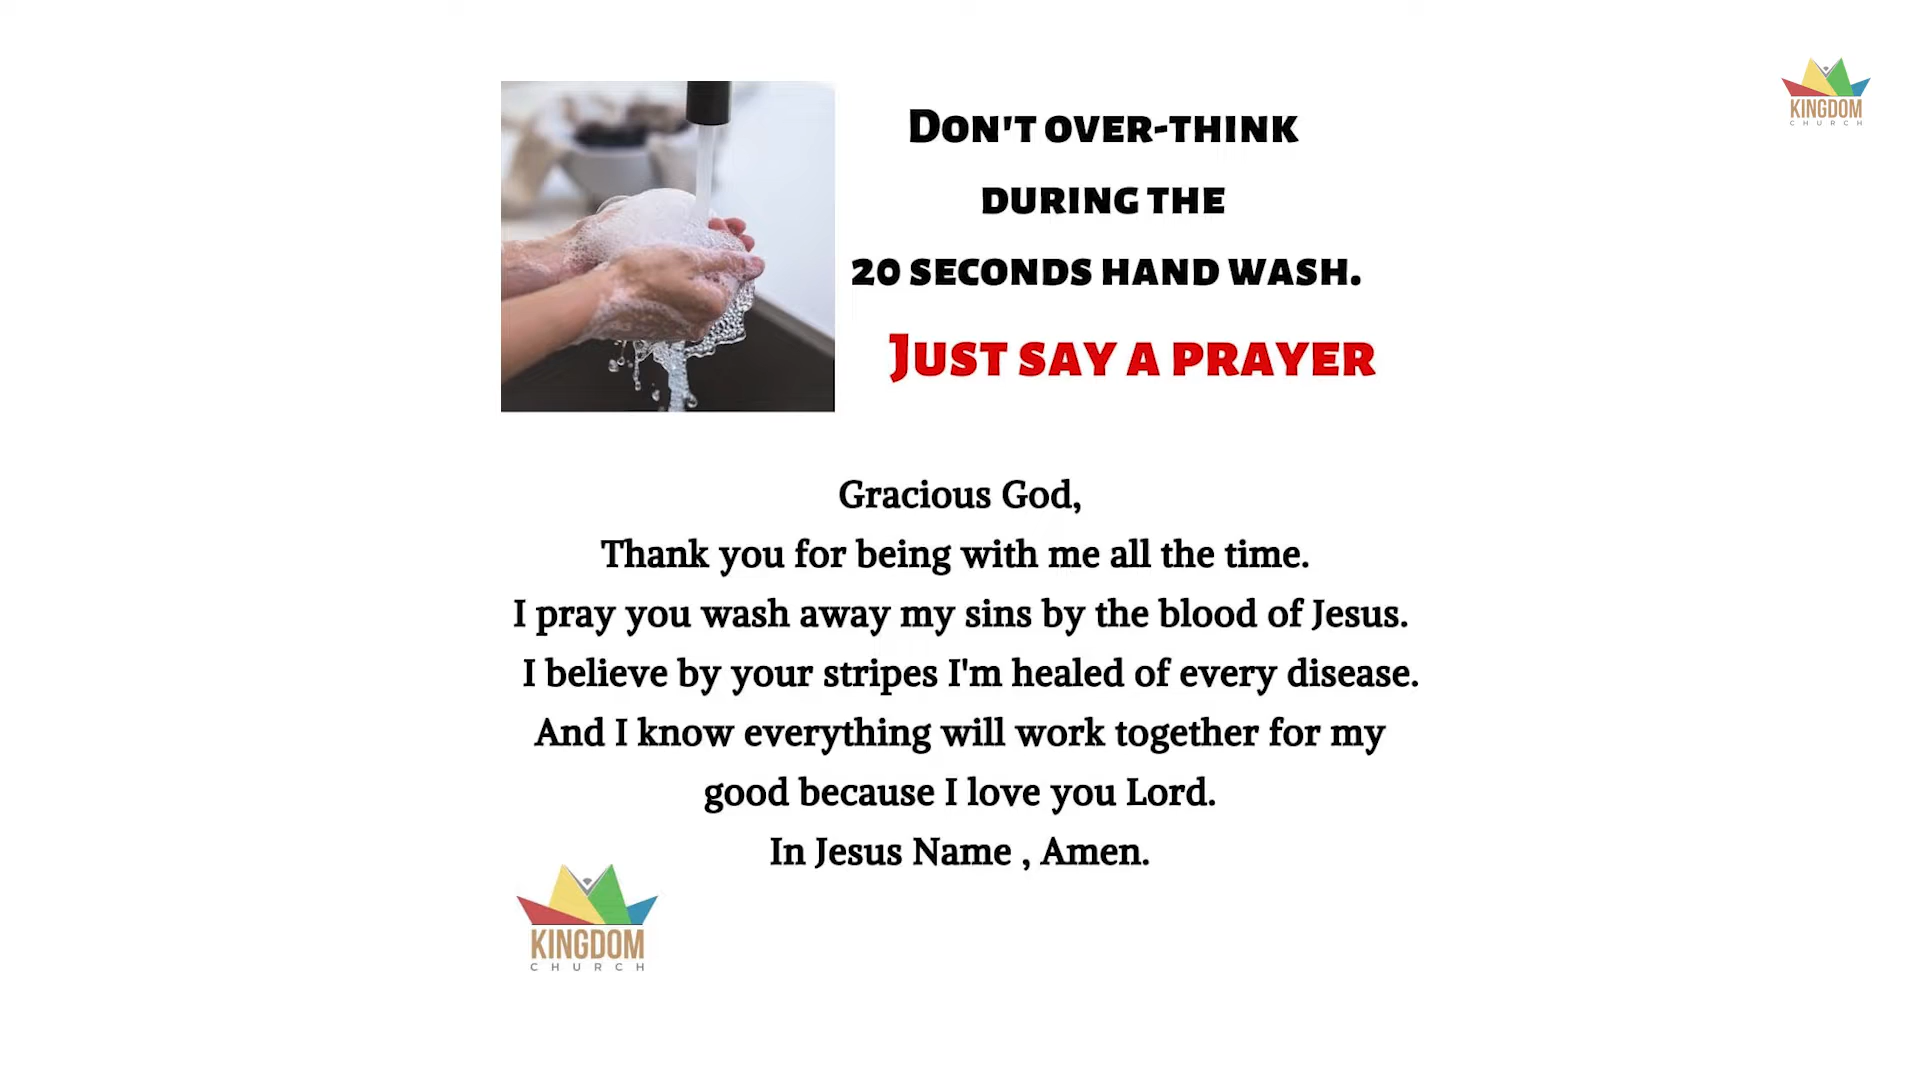 KINGDOM
CHURCH
Don't over-think
during the
20 seconds hand wash.
Just say a prayer
Gracious God,
Thank you for being with me all the time.
I pray you wash away my sins by the blood of Jesus.
I believe by your stripes I'm healed of every disease.
And I know everything will work together for my
good because I love you Lord.
In Jesus Name , Amen.
KINGDOM
CHURCH